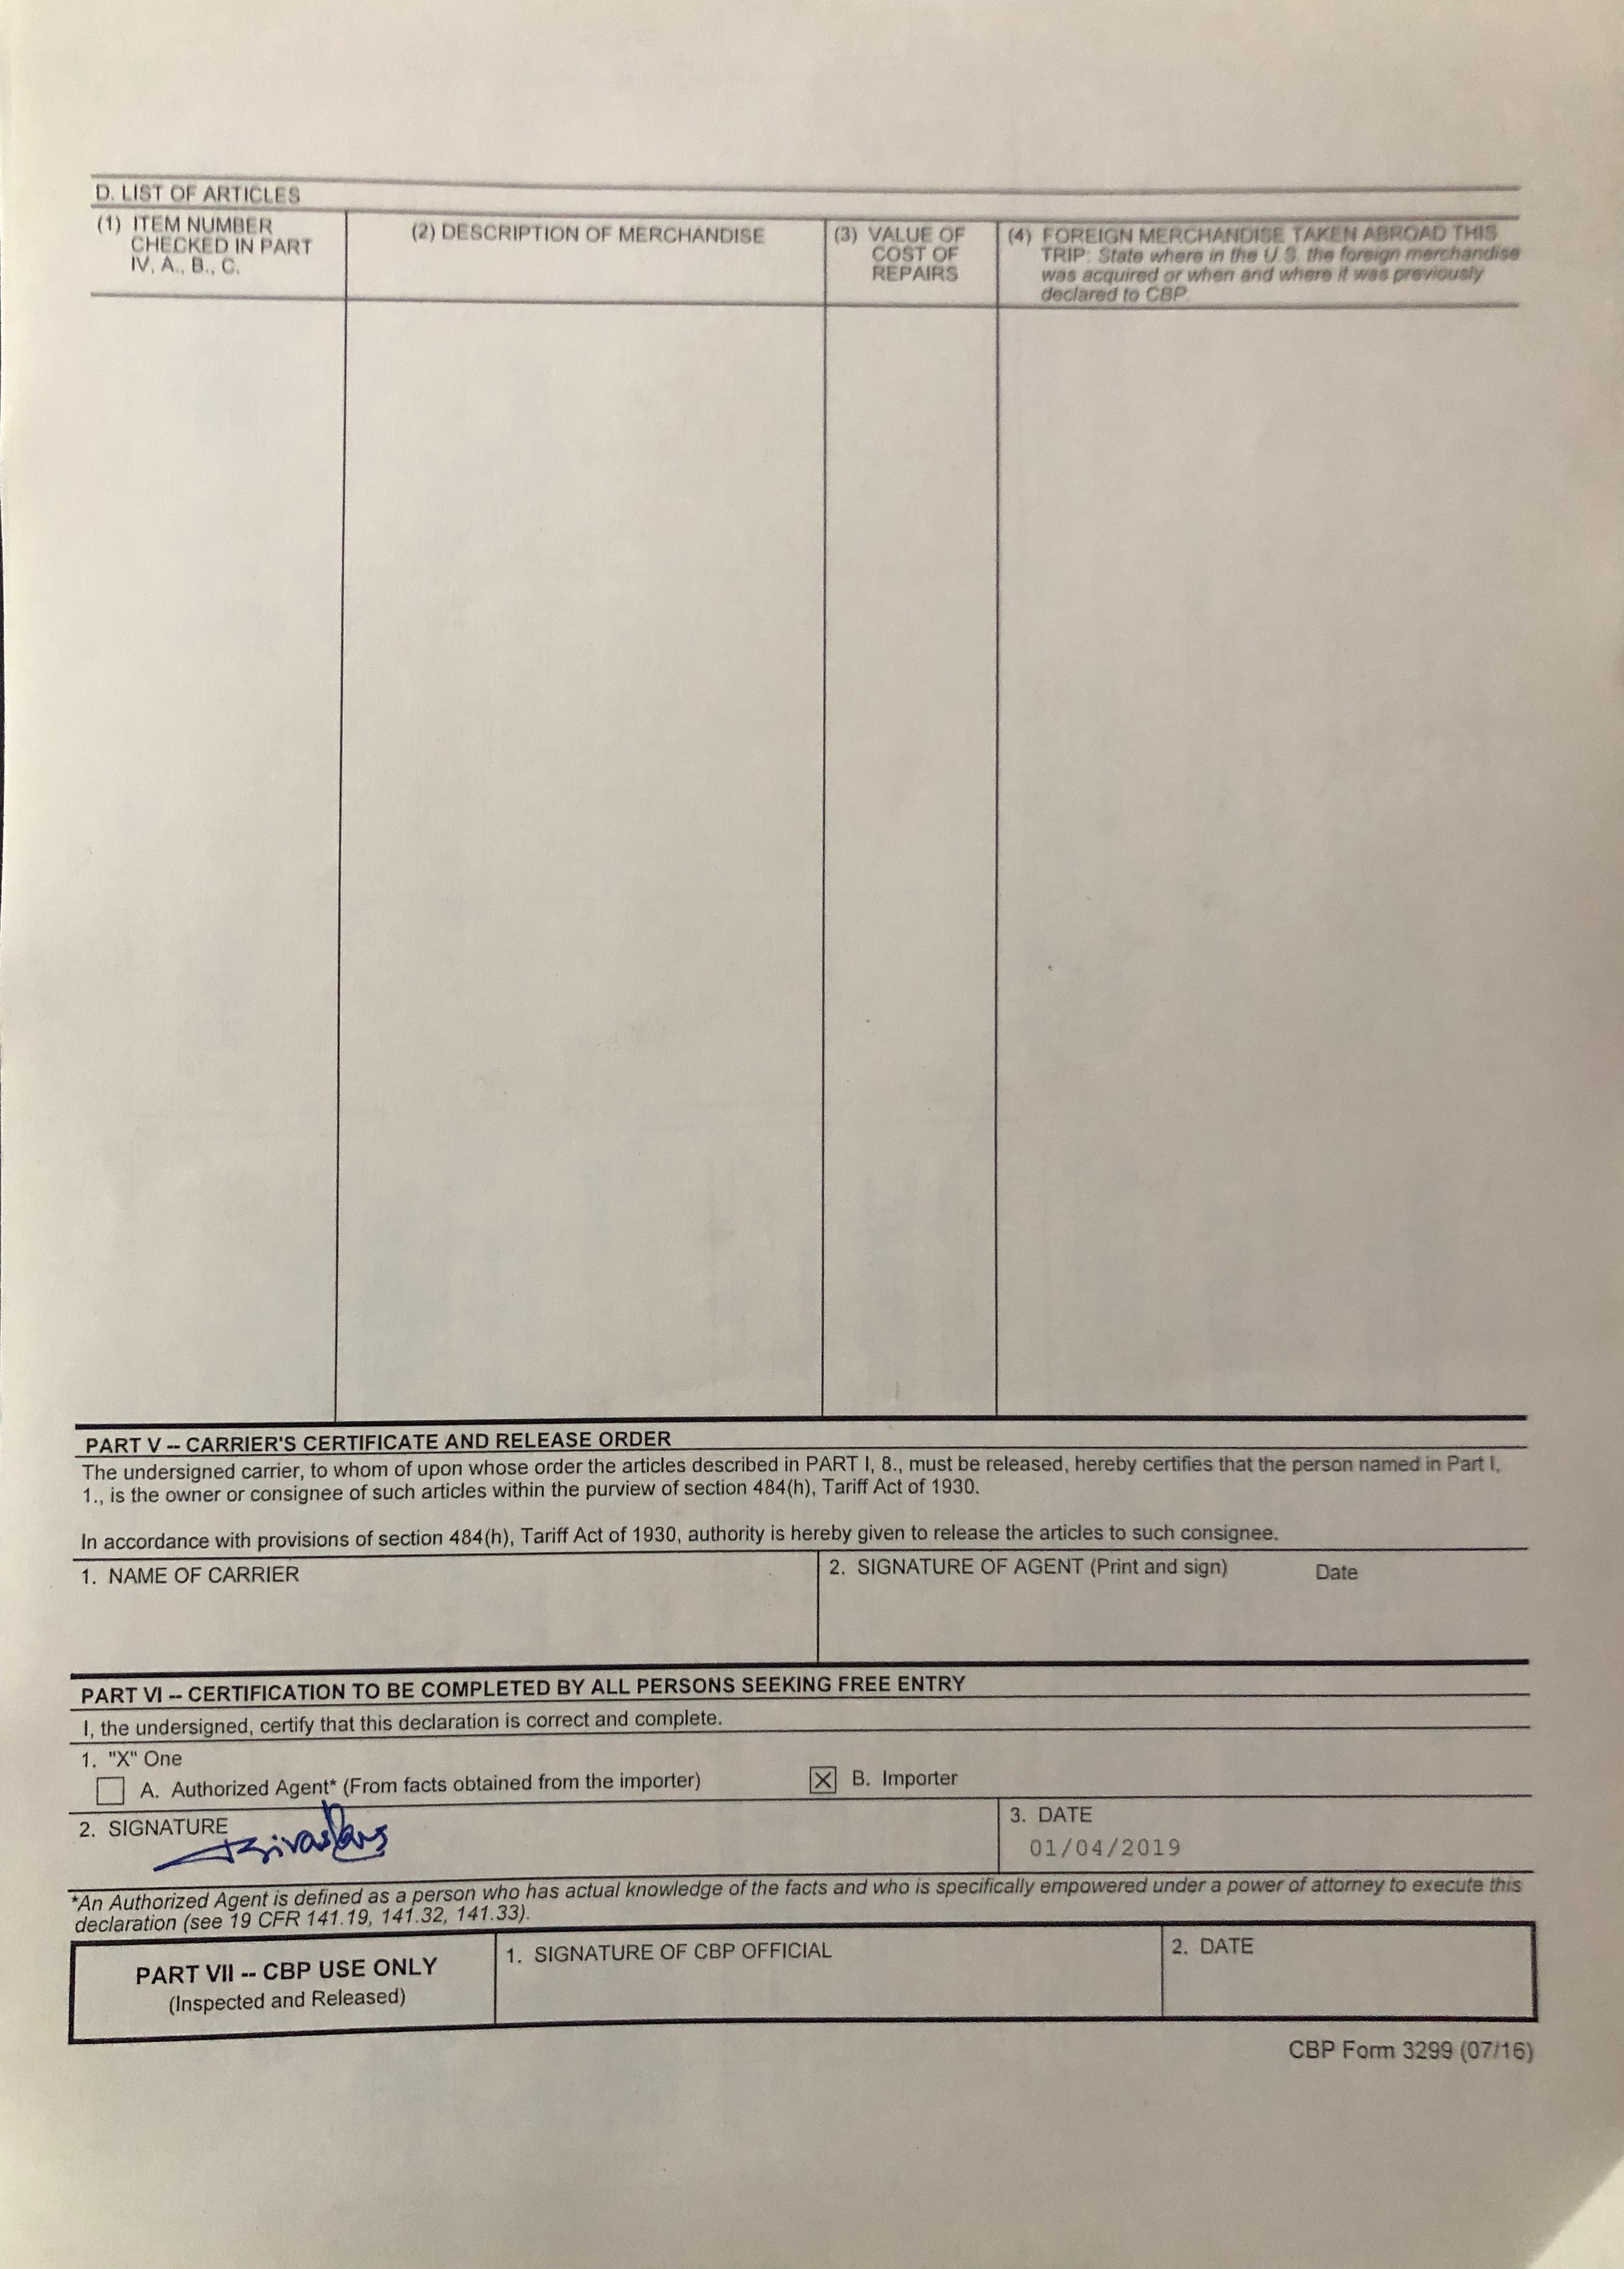 D. LIST OF ARTICLES
(1) ITEM NUMBER
CHECKED IN PART
IV, A., B., C.
(2) DESCRIPTION OF MERCHANDISE
(3) VALUE OF
COST OF
REPAIRS
(4) FOREIGN MERCHANDISE TAKEN ABROAD THIS
TRIP: State where in the U.S. the foreign merchandise
was acquired or when and where it was previously
declared to CBP.
PART V -- CARRIER'S CERTIFICATE AND RELEASE ORDER
The undersigned carrier, to whom of upon whose order the articles described in PART I, 8., must be released, hereby certifies that the person named in Part I,
1., is the owner or consignee of such articles within the purview of section 484(h), Tariff Act of 1930.
In accordance with provisions of section 484(h), Tariff Act of 1930, authority is hereby given to release the articles to such consignee.
1. NAME OF CARRIER
2. SIGNATURE OF AGENT (Print and sign) Date
PART VI -- CERTIFICATION TO BE COMPLETED BY ALL PERSONS SEEKING FREE ENTRY
I, the undersigned, certify that this declaration is correct and complete.
1. "X" One
A. Authorized Agent* (From facts obtained from the importer)
X B. Importer
2. SIGNATURE
3. DATE
01/04/2019
*An Authorized Agent is defined as a person who has actual knowledge of the facts and who is specifically empowered under a power of attorney to execute this
declaration (see 19 CFR 141.19, 141.32, 141.33).
PART VII -- CBP USE ONLY
(Inspected and Released)
1. SIGNATURE OF CBP OFFICIAL
2. DATE
CBP Form 3299 (07/16)